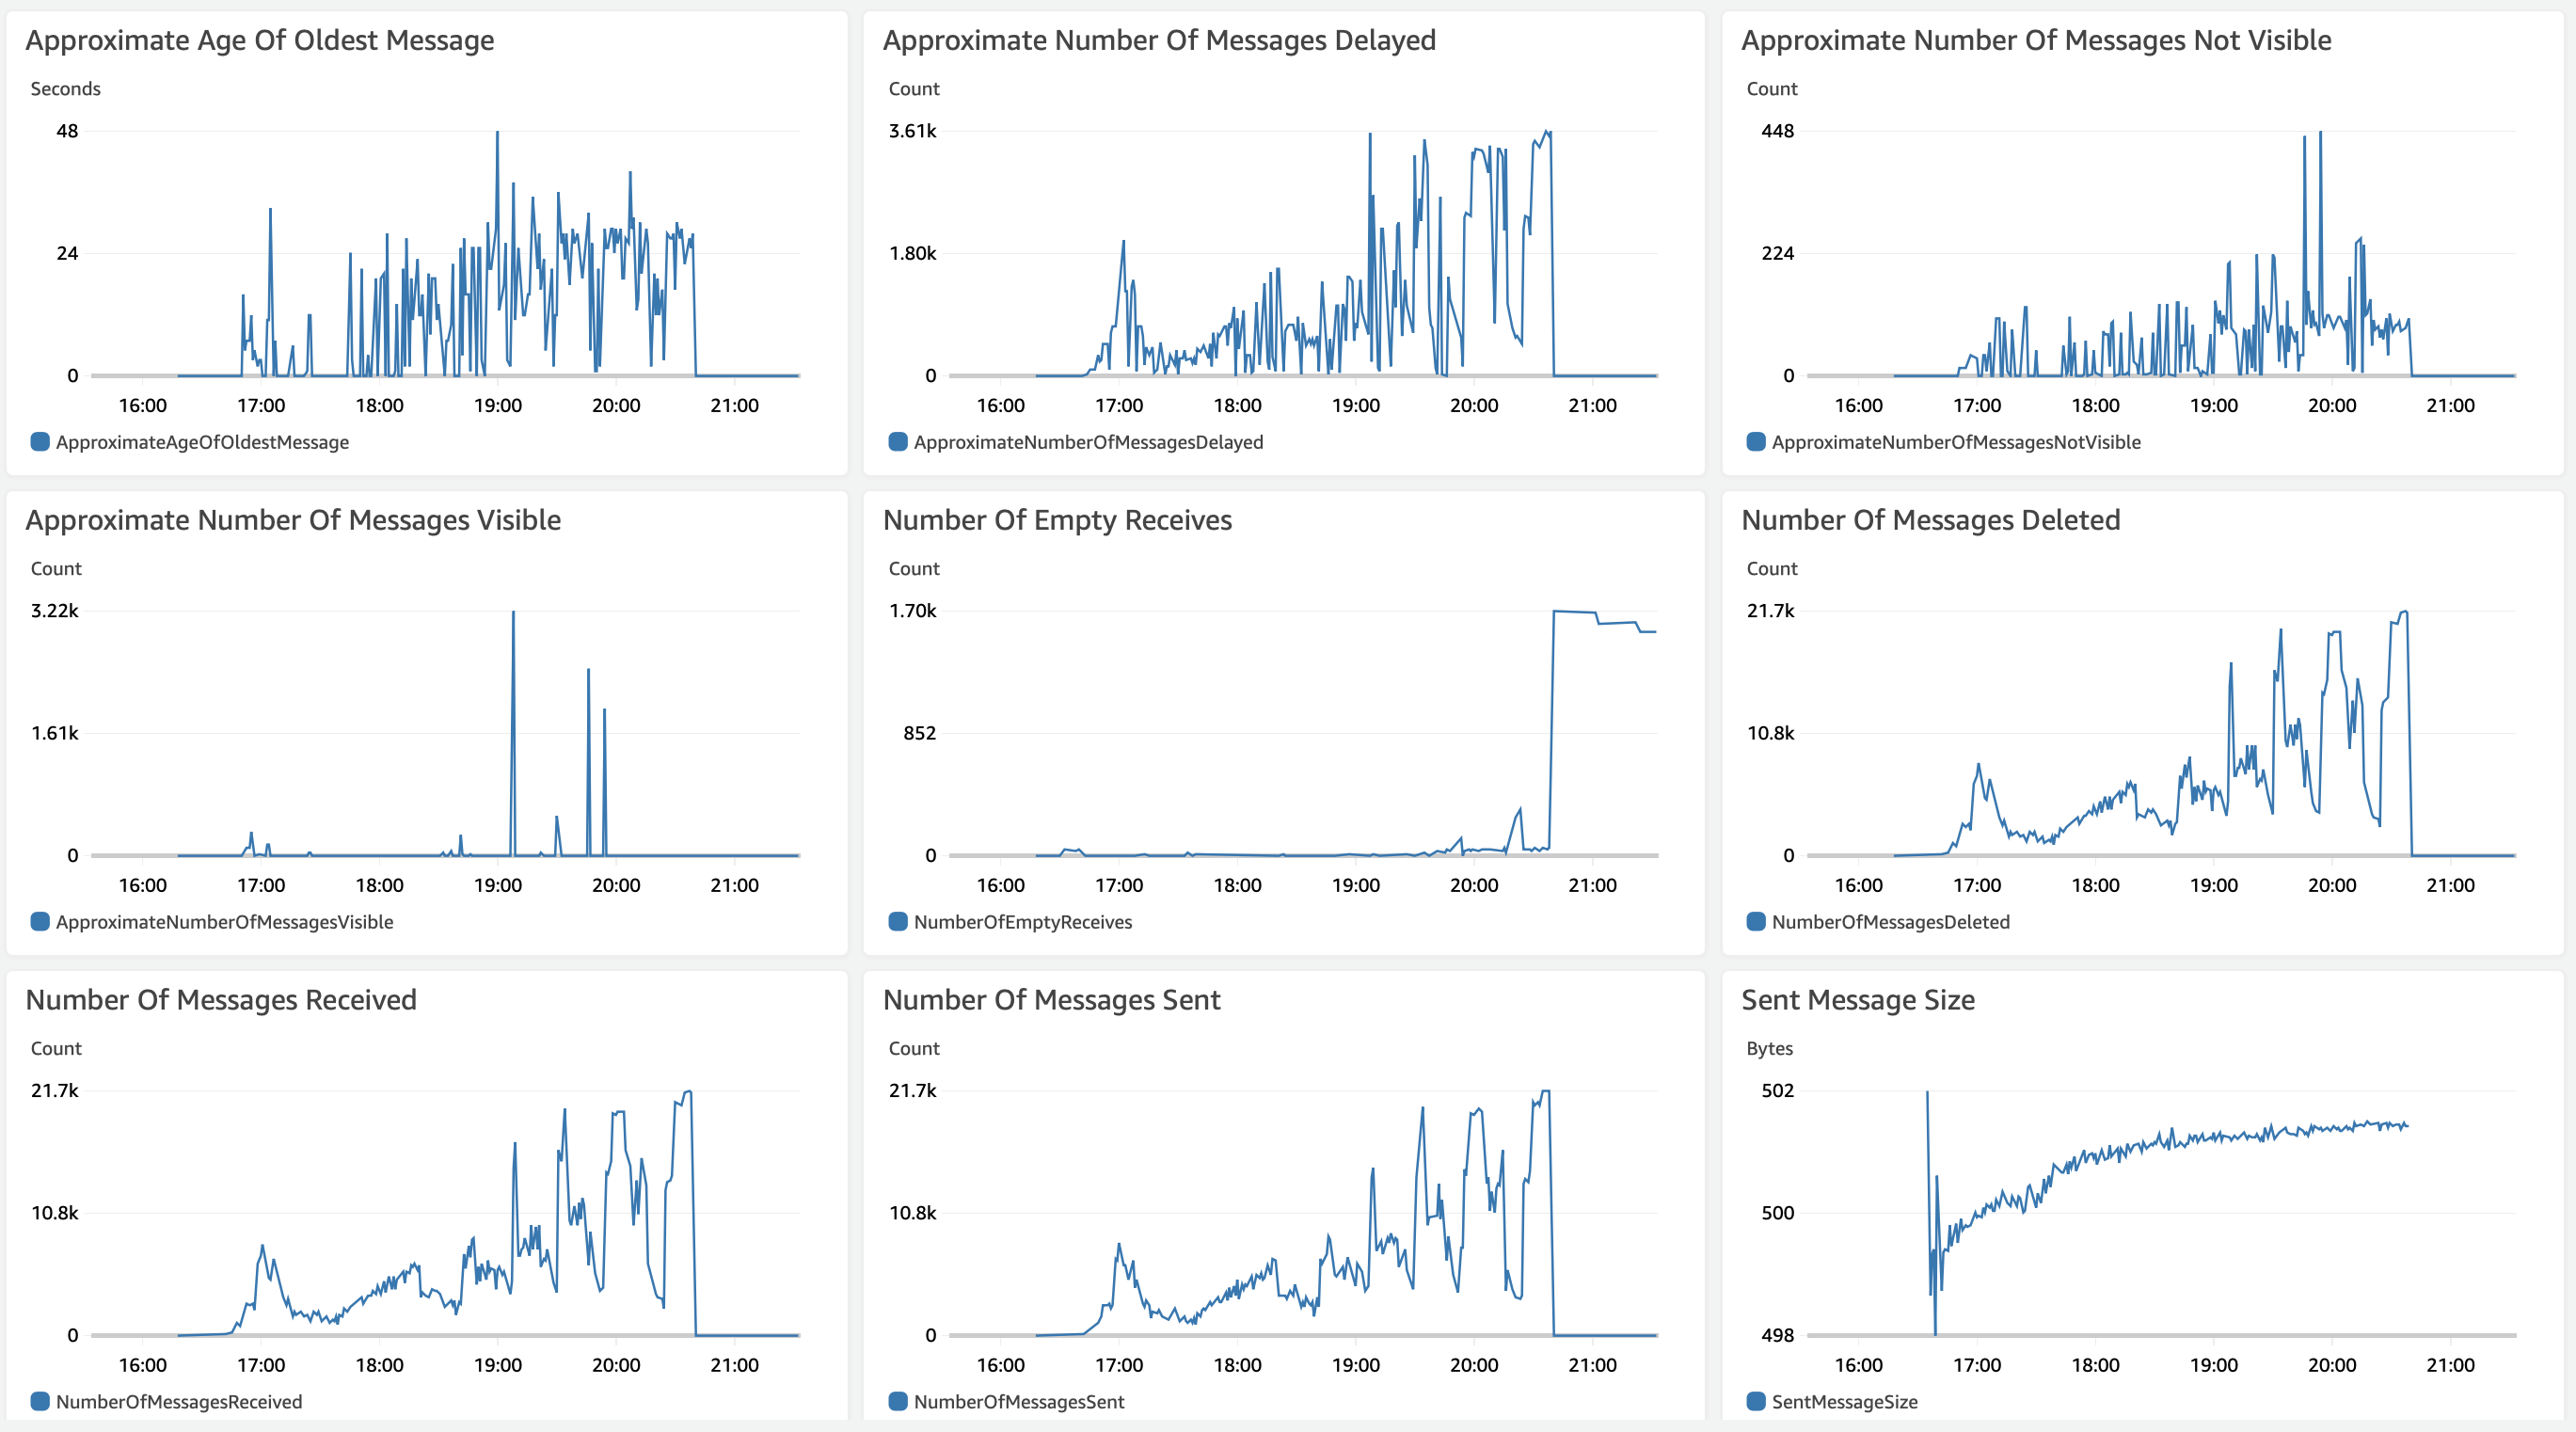 Approximate Age Of Oldest Message
Seconds
48
24
0
16:00 17:00 18:00 19:00 20:00 21:00
ApproximateAgeOfOldestMessage
Approximate Number Of Messages Delayed
Count
3.61k
1.80k
0
16:00 17:00 18:00 19:00 20:00 21:00
ApproximateNumberOfMessagesDelayed
Approximate Number Of Messages Not Visible
Count
448
224
0
16:00 17:00 18:00 19:00 20:00 21:00
ApproximateNumberOfMessagesNotVisible
Approximate Number Of Messages Visible
Count
3.22k
1.61k
0
16:00 17:00 18:00 19:00 20:00 21:00
ApproximateNumberOfMessagesVisible
Number Of Empty Receives
Count
1.70k
852
0
16:00 17:00 18:00 19:00 20:00 21:00
NumberOfEmptyReceives
Number Of Messages Deleted
Count
21.7k
10.8k
0
16:00 17:00 18:00 19:00 20:00 21:00
NumberOfMessagesDeleted
Number Of Messages Received
Count
21.7k
10.8k
0
16:00 17:00 18:00 19:00 20:00 21:00
NumberOfMessagesReceived
Number Of Messages Sent
Count
21.7k
10.8k
0
16:00 17:00 18:00 19:00 20:00 21:00
NumberOfMessagesSent
Sent Message Size
Bytes
502
500
498
16:00 17:00 18:00 19:00 20:00 21:00
SentMessageSize